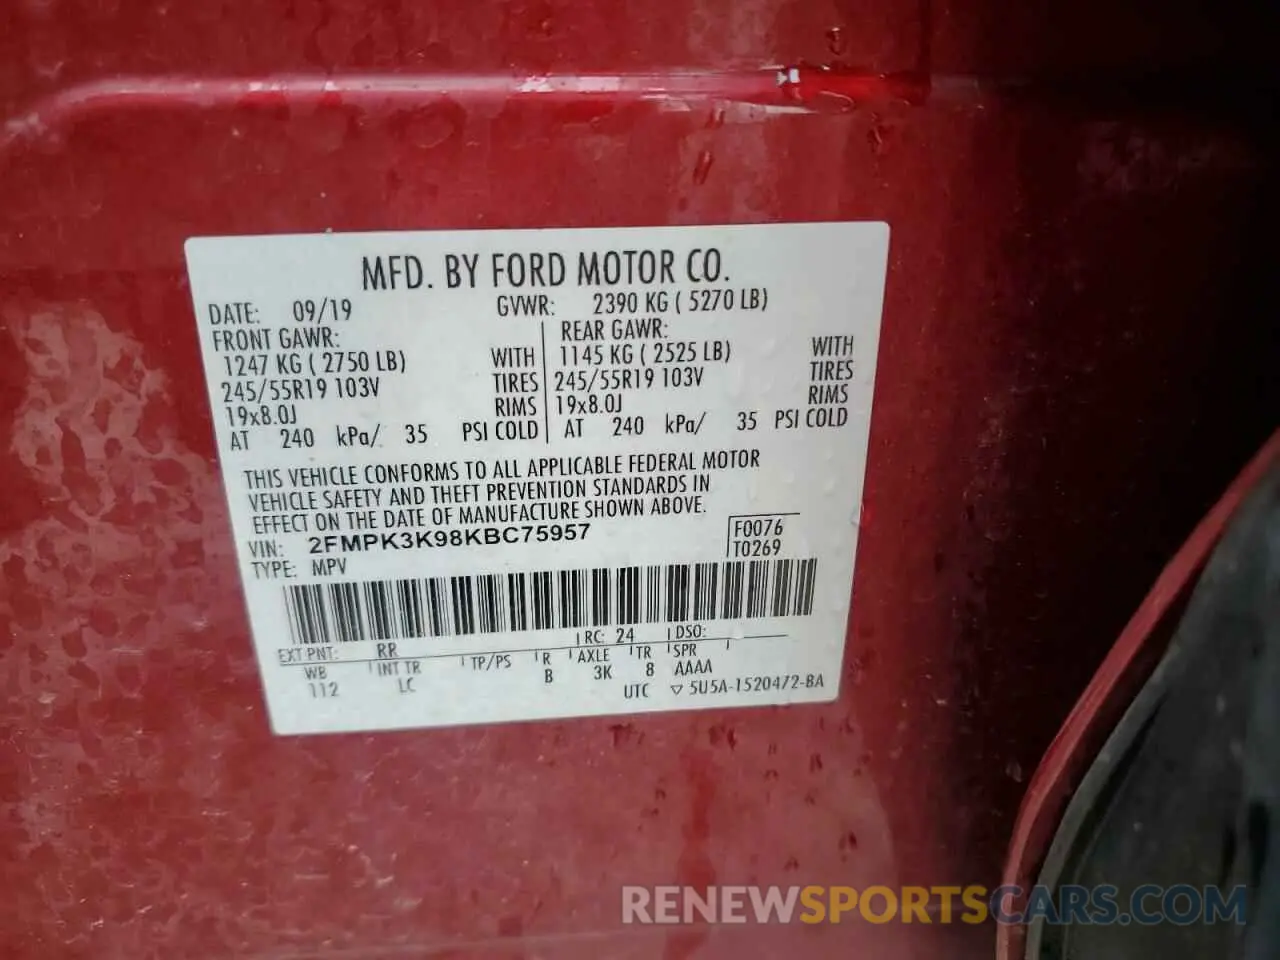 MFD. BY FORD MOTOR CO.
DATE: 09/19 GVWR: 2390 KG ( 5270 LB)
FRONT GAWR: REAR GAWR:
1247 KG ( 2750 LB) WITH 1145 KG ( 2525 LB) WITH
245/55R19 103V TIRES 245/55R19 103V TIRES
19x8.0J RIMS 19x8.0J RIMS
AT 240 kPa/ 35 PSI COLD AT 240 kPa/ 35 PSI COLD
THIS VEHICLE CONFORMS TO ALL APPLICABLE FEDERAL MOTOR
VEHICLE SAFETY AND THEFT PREVENTION STANDARDS IN
EFFECT ON THE DATE OF MANUFACTURE SHOWN ABOVE.
VIN: 2FMPK3K98KBC75957 F0076
TYPE: MPV T0269
EXT PNT: RR RC: 24 DSO:
WB INT TR TP/PS R AXLE TR SPR
112 LC B 3K 8 AAAA
UTC ▽ 5U5A-1520472-BA
RENEWSPORTSCARS.COM